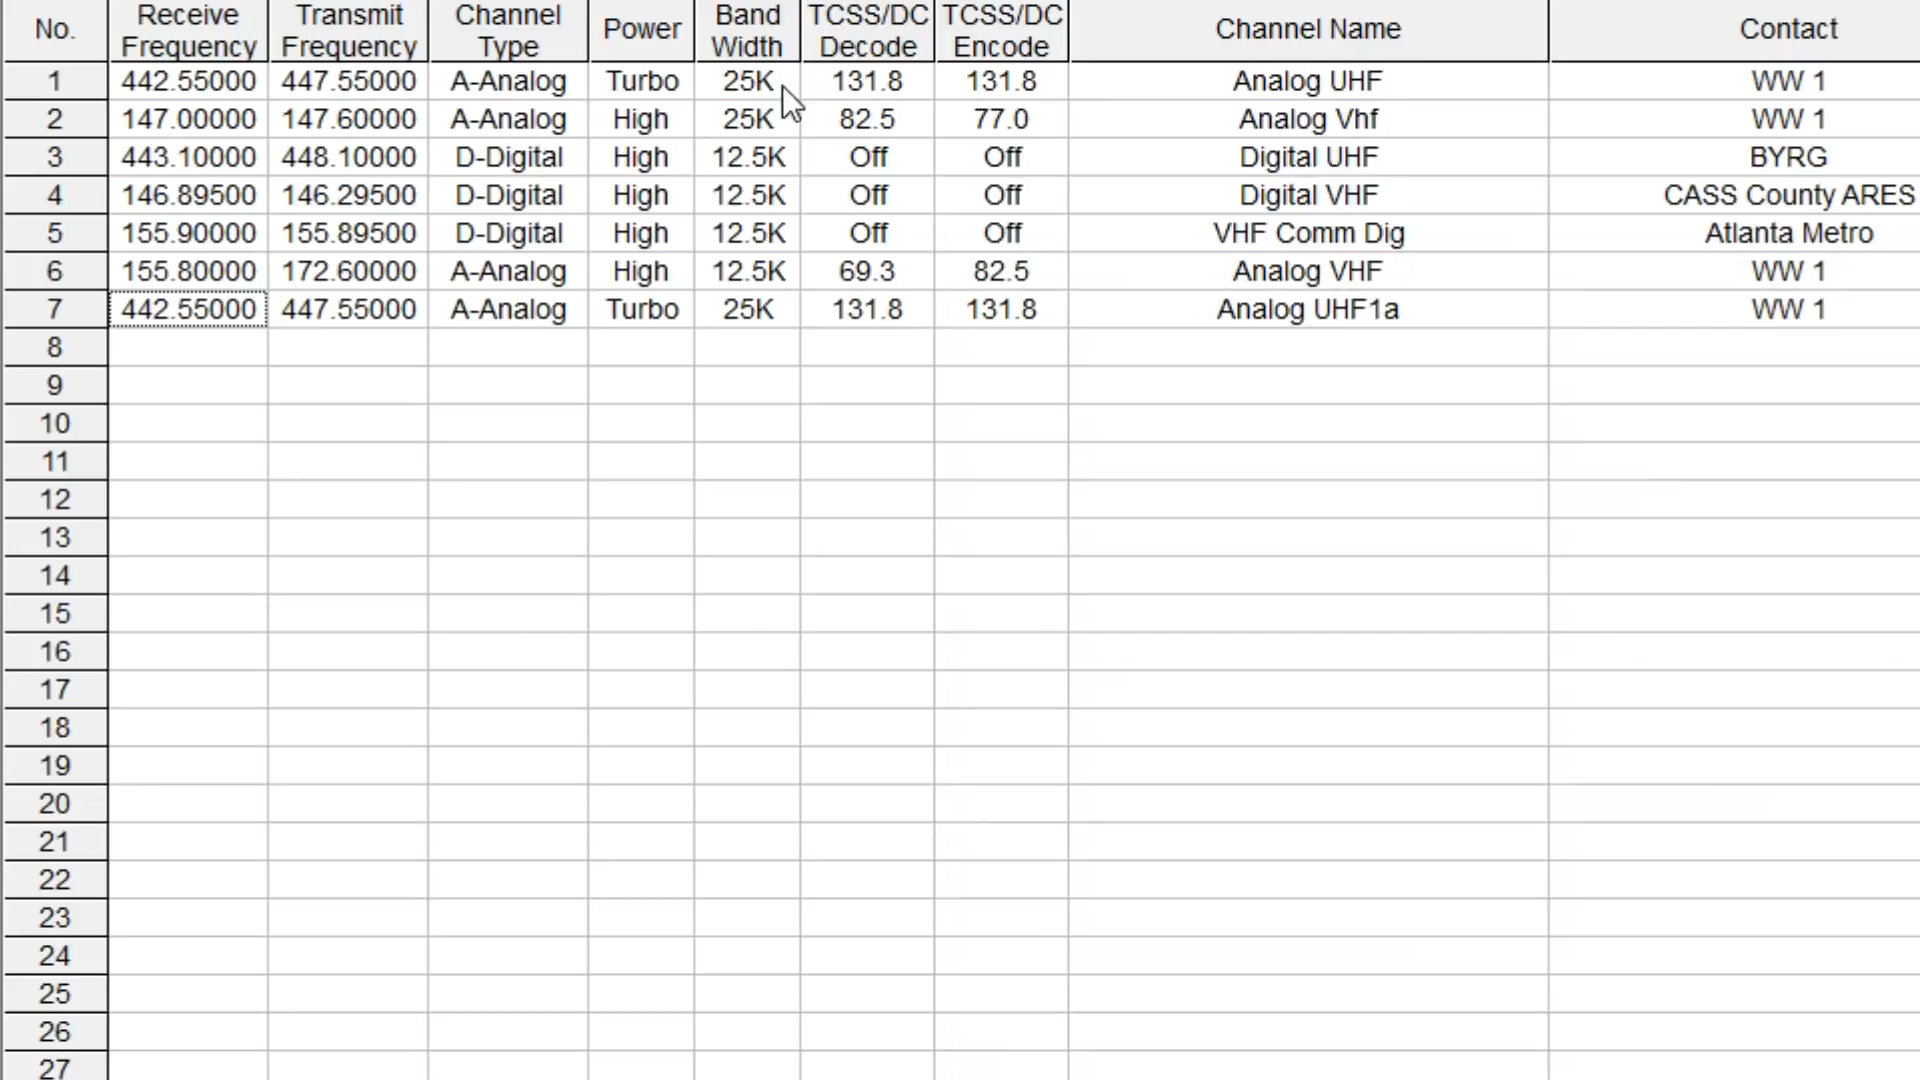 No. Receive Frequency Transmit Frequency Channel Type Power Band Width TCSS/DC Decode TCSS/DC Encode Channel Name Contact
1 442.55000 447.55000 A-Analog Turbo 25K 131.8 131.8 Analog UHF WW 1
2 147.00000 147.60000 A-Analog High 25K 82.5 77.0 Analog Vhf WW 1
3 443.10000 448.10000 D-Digital High 12.5K Off Off Digital UHF BYRG
4 146.89500 146.29500 D-Digital High 12.5K Off Off Digital VHF CASS County ARES
5 155.90000 155.89500 D-Digital High 12.5K Off Off VHF Comm Dig Atlanta Metro
6 155.80000 172.60000 A-Analog High 12.5K 69.3 82.5 Analog VHF WW 1
7 442.55000 447.55000 A-Analog Turbo 25K 131.8 131.8 Analog UHF1a WW 1
8
9
10
11
12
13
14
15
16
17
18
19
20
21
22
23
24
25
26
27